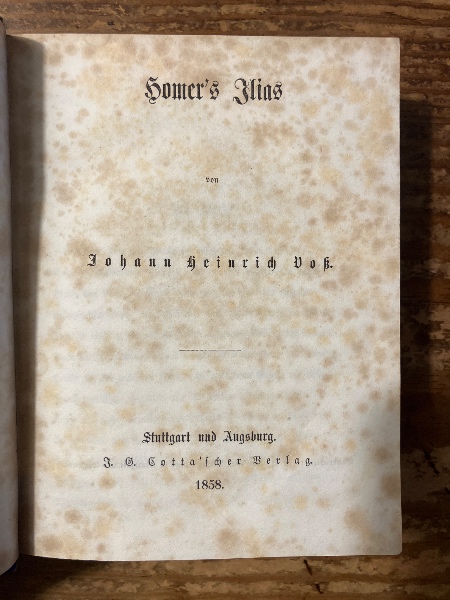 Homer's Ilias
von
Johann Heinrich Voß.
Stuttgart und Augsburg.
J. G. Cotta'scher Verlag.
1858.